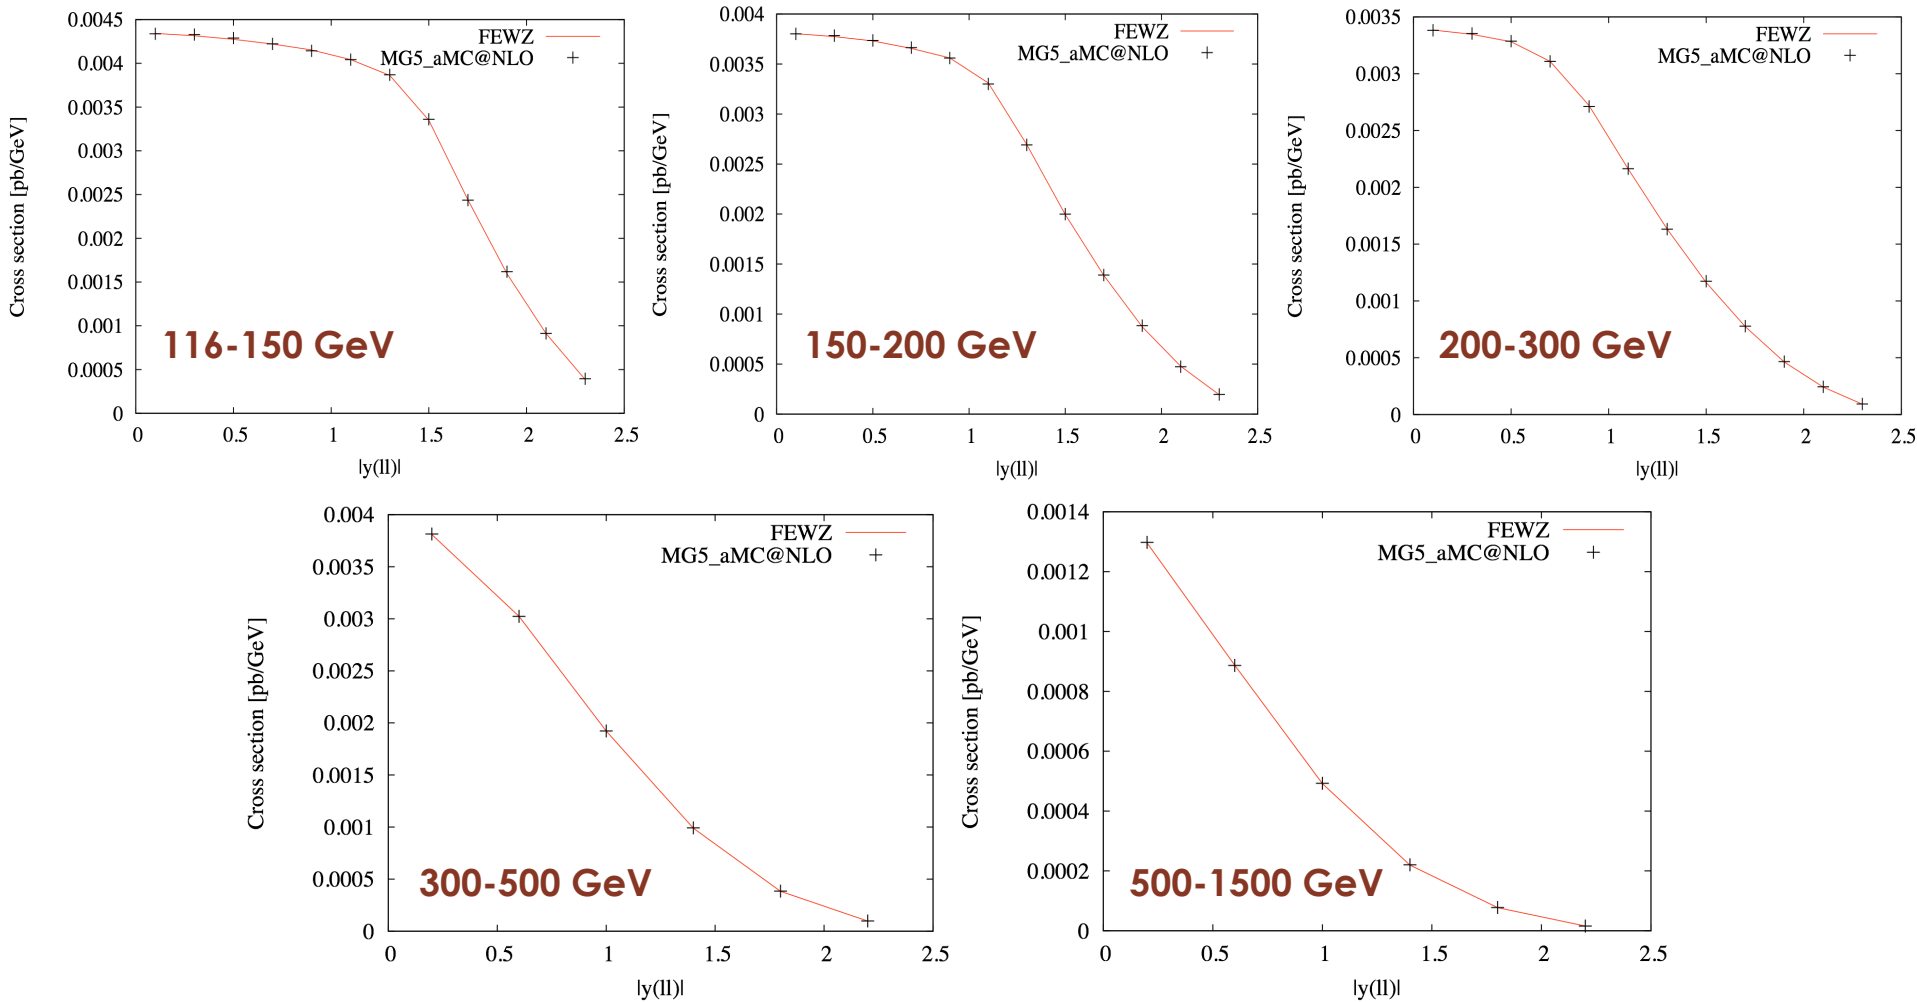 0.0045
0.004
0.0035
0.003
0.0025
0.002
0.0015
0.001
0.0005
0
0
0.5
1
1.5
2
2.5
Cross section [pb/GeV]
|y(ll)|
FEWZ
MG5_aMC@NLO
116-150 GeV
0.004
0.0035
0.003
0.0025
0.002
0.0015
0.001
0.0005
0
0
0.5
1
1.5
2
2.5
Cross section [pb/GeV]
|y(ll)|
FEWZ
MG5_aMC@NLO
150-200 GeV
0.0035
0.003
0.0025
0.002
0.0015
0.001
0.0005
0
0
0.5
1
1.5
2
2.5
Cross section [pb/GeV]
|y(ll)|
FEWZ
MG5_aMC@NLO
200-300 GeV
0.004
0.0035
0.003
0.0025
0.002
0.0015
0.001
0.0005
0
0
0.5
1
1.5
2
2.5
Cross section [pb/GeV]
|y(ll)|
FEWZ
MG5_aMC@NLO
300-500 GeV
0.0014
0.0012
0.001
0.0008
0.0006
0.0004
0.0002
0
0
0.5
1
1.5
2
2.5
Cross section [pb/GeV]
|y(ll)|
FEWZ
MG5_aMC@NLO
500-1500 GeV